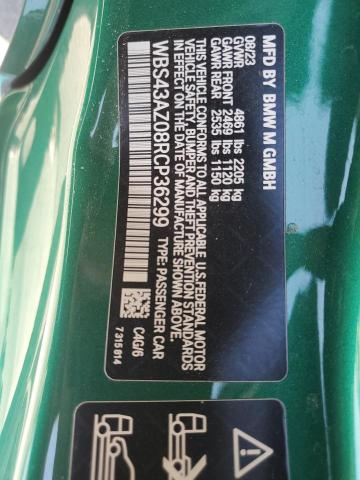 MFD BY BMW M GMBH
08/23
GVWR 4861 lbs 2205 kg
GAWR FRONT 2469 lbs 1120 kg
GAWR REAR 2535 lbs 1150 kg
THIS VEHICLE CONFORMS TO ALL APPLICABLE U.S. FEDERAL MOTOR
VEHICLE SAFETY, BUMPER, AND THEFT PREVENTION STANDARDS
IN EFFECT ON THE DATE OF MANUFACTURE SHOWN ABOVE.
WBS43AZ08RCP36299 TYPE: PASSENGER CAR
C4G/6
7 315 814